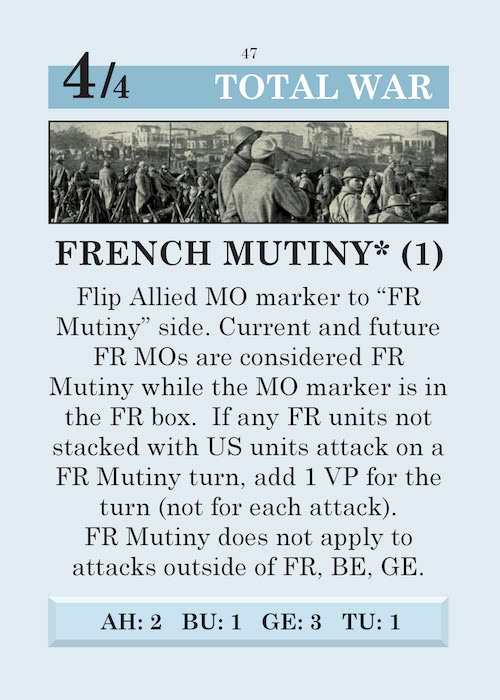 47
4/4
TOTAL WAR
FRENCH MUTINY* (1)
Flip Allied MO marker to “FR
Mutiny” side. Current and future
FR MOs are considered FR
Mutiny while the MO marker is in
the FR box.  If any FR units not
stacked with US units attack on a
FR Mutiny turn, add 1 VP for the
turn (not for each attack).
FR Mutiny does not apply to
attacks outside of FR, BE, GE.
AH: 2   BU: 1   GE: 3   TU: 1